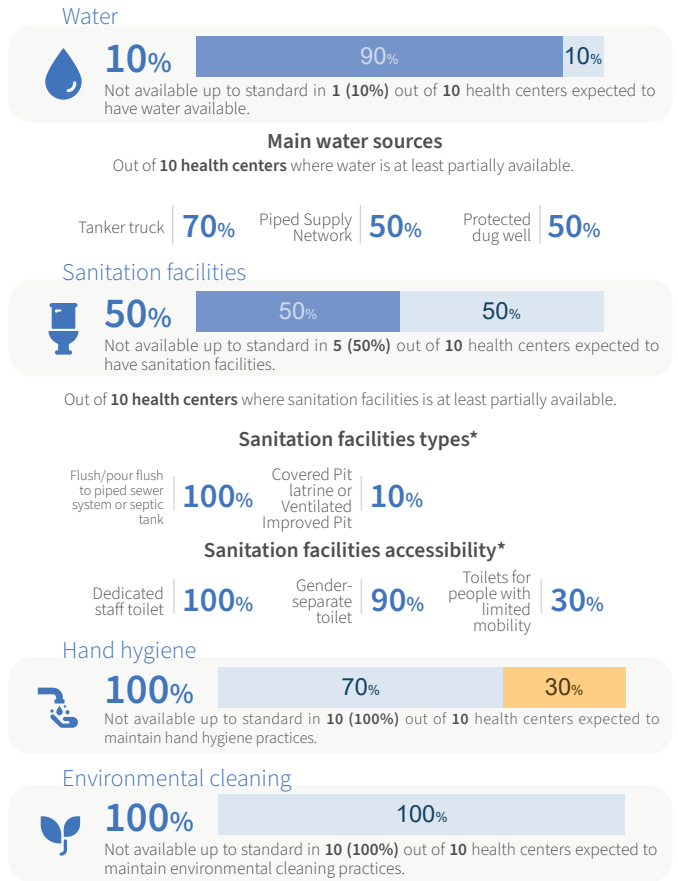 Water
10%
90%
10%
Not available up to standard in 1 (10%) out of 10 health centers expected to
have water available.
Main water sources
Out of 10 health centers where water is at least partially available.
Tanker truck
70%
Piped Supply
Network
50%
Protected
dug well
50%
Sanitation facilities
50%
50%
50%
Not available up to standard in 5 (50%) out of 10 health centers expected to
have sanitation facilities.
Out of 10 health centers where sanitation facilities is at least partially available.
Sanitation facilities types*
Flush/pour flush
to piped sewer
system or septic
tank
100%
Covered Pit
latrine or
Ventilated
Improved Pit
10%
Sanitation facilities accessibility*
Dedicated
staff toilet
100%
Gender-
separate
toilet
90%
Toilets for
people with
limited
mobility
30%
Hand hygiene
100%
70%
30%
Not available up to standard in 10 (100%) out of 10 health centers expected to
maintain hand hygiene practices.
Environmental cleaning
100%
100%
Not available up to standard in 10 (100%) out of 10 health centers expected to
maintain environmental cleaning practices.